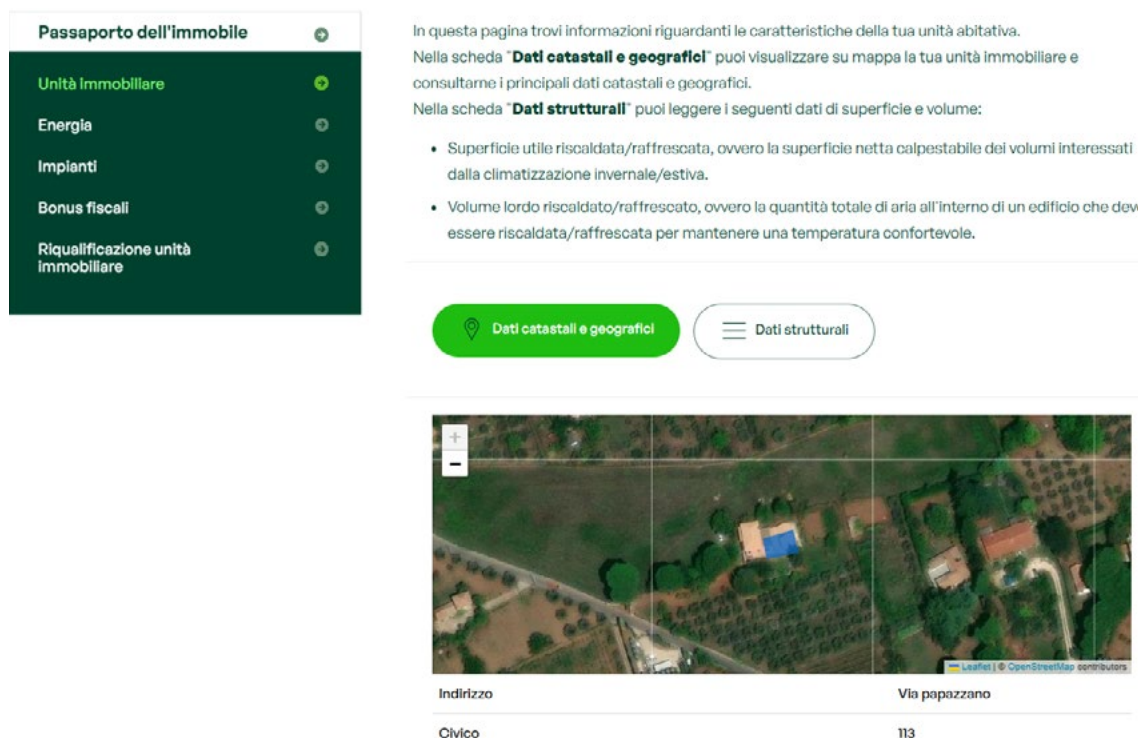 Passaporto dell'immobile
Unità immobiliare
Energia
Impianti
Bonus fiscali
Riqualificazione unità
immobiliare
In questa pagina trovi informazioni riguardanti le caratteristiche della tua unità abitativa.
Nella scheda "Dati catastali e geografici" puoi visualizzare su mappa la tua unità immobiliare e
consultarne i principali dati catastali e geografici.
Nella scheda "Dati strutturali" puoi leggere i seguenti dati di superficie e volume:
• Superficie utile riscaldata/raffrescata, ovvero la superficie netta calpestabile dei volumi interessati
dalla climatizzazione invernale/estiva.
• Volume lordo riscaldato/raffrescato, ovvero la quantità totale di aria all'interno di un edificio che dev
essere riscaldata/raffrescata per mantenere una temperatura confortevole.
Dati catastali e geografici
Dati strutturali
+
−
Leaflet | © OpenStreetMap contributors
Indirizzo Via papazzano
Civico 113